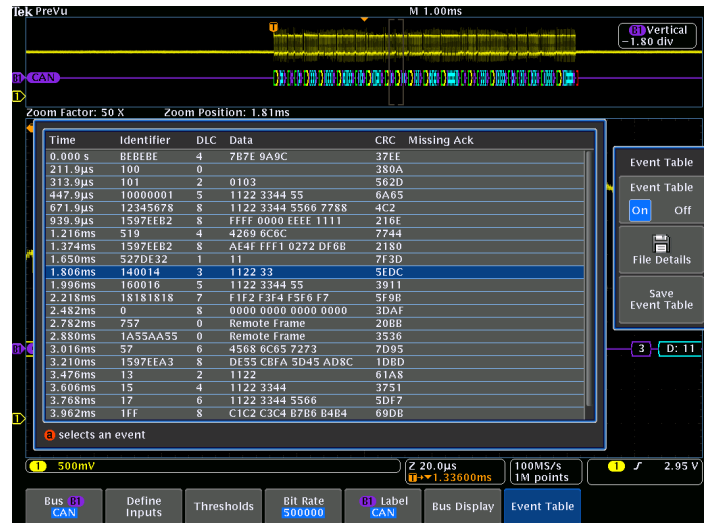 Tek PreVu M 1.00ms
B1 Vertical
-1.80 div
B1 CAN
1
Zoom Factor: 50 X Zoom Position: 1.81ms
Time Identifier DLC Data CRC Missing Ack
0.000 s BEBEBE 4 7B7E 9A9C 37EE
211.9µs 100 0 380A
313.9µs 101 2 0103 562D
447.9µs 10000001 5 1122 3344 55 6A65
671.9µs 12345678 8 1122 3344 5566 7788 4C2
939.9µs 1597EEB2 8 FFFF 0000 EEEE 1111 216E
1.216ms 519 4 4269 6C6C 7744
1.374ms 1597EEB2 8 AE4F FFF1 0272 DF6B 2180
1.650ms 527DE32 1 11 7F3D
1.806ms 140014 3 1122 33 5EDC
1.996ms 160016 5 1122 3344 55 3911
2.218ms 18181818 7 F1F2 F3F4 F5F6 F7 5F9B
2.482ms 0 8 0000 0000 0000 0000 3DAF
2.782ms 757 0 Remote Frame 20BB
2.880ms 1A55AA55 0 Remote Frame 3536
3.016ms 57 6 4568 6C65 7273 7D95
3.210ms 1597EEA3 8 DE55 CBFA 5D45 AD8C 1DBD
3.476ms 13 2 1122 61A8
3.606ms 15 4 1122 3344 3751
3.768ms 17 6 1122 3344 5566 5DF7
3.962ms 1FF 8 C1C2 C3C4 B7B6 B4B4 69DB
a selects an event
Event Table
Event Table
On Off
File Details
Save
Event Table
B1
3 D: 11
1
1 500mV
Z 20.0µs
T→▼1.33600ms
100MS/s
1M points
1 2.95 V
Bus B1
CAN
Define
Inputs
Thresholds
Bit Rate
500000
B1 Label
CAN
Bus Display
Event Table